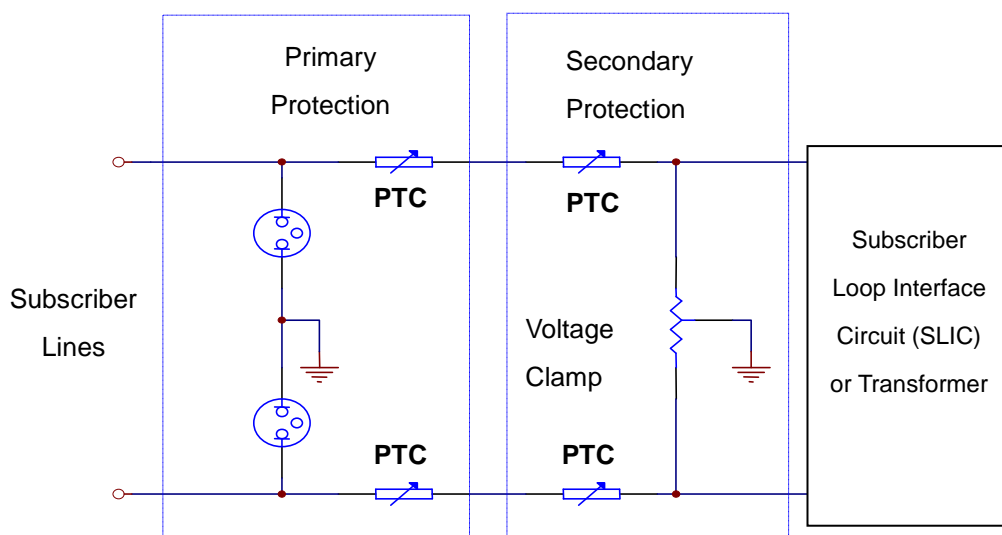 Primary
Protection
Secondary
Protection
PTC
PTC
Subscriber
Lines
Voltage
Clamp
Subscriber
Loop Interface
Circuit (SLIC)
or Transformer
PTC
PTC